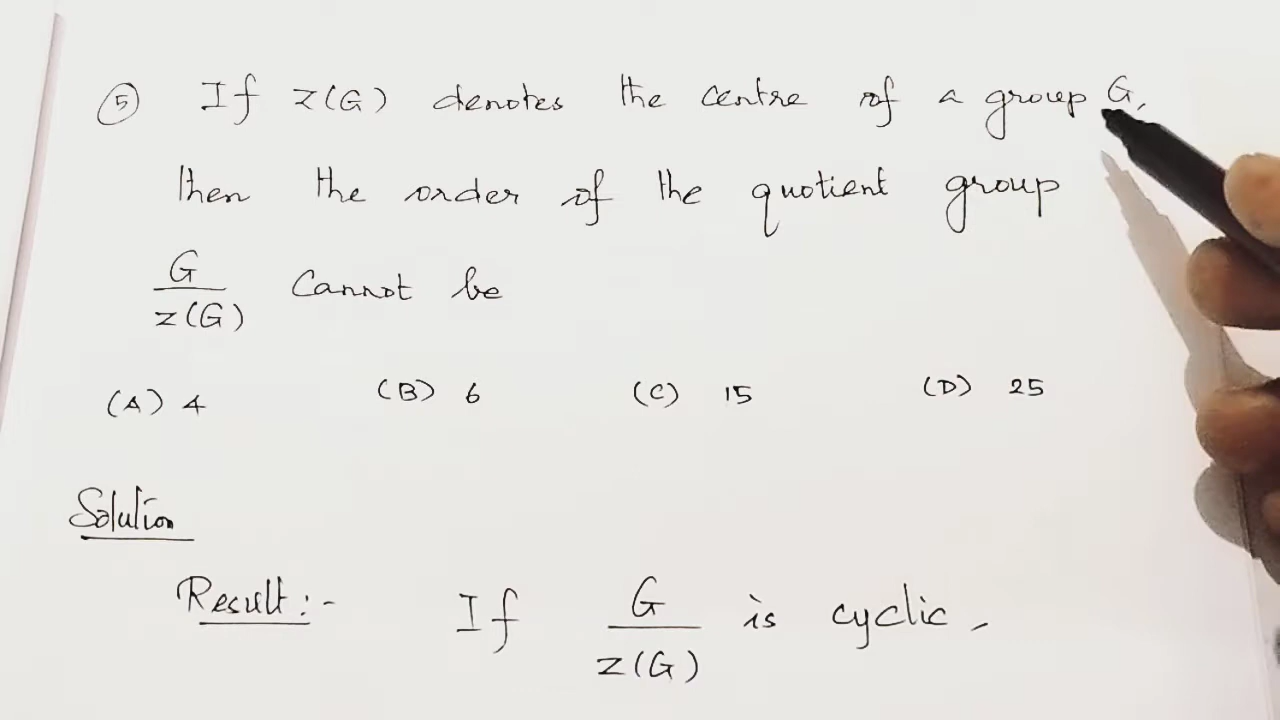 ⑤ If Z(G) denotes the centre of a group G,
then the order of the quotient group
G/Z(G) cannot be
(A) 4 (B) 6 (C) 15 (D) 25
Solution
Result:- If G/Z(G) is cyclic,